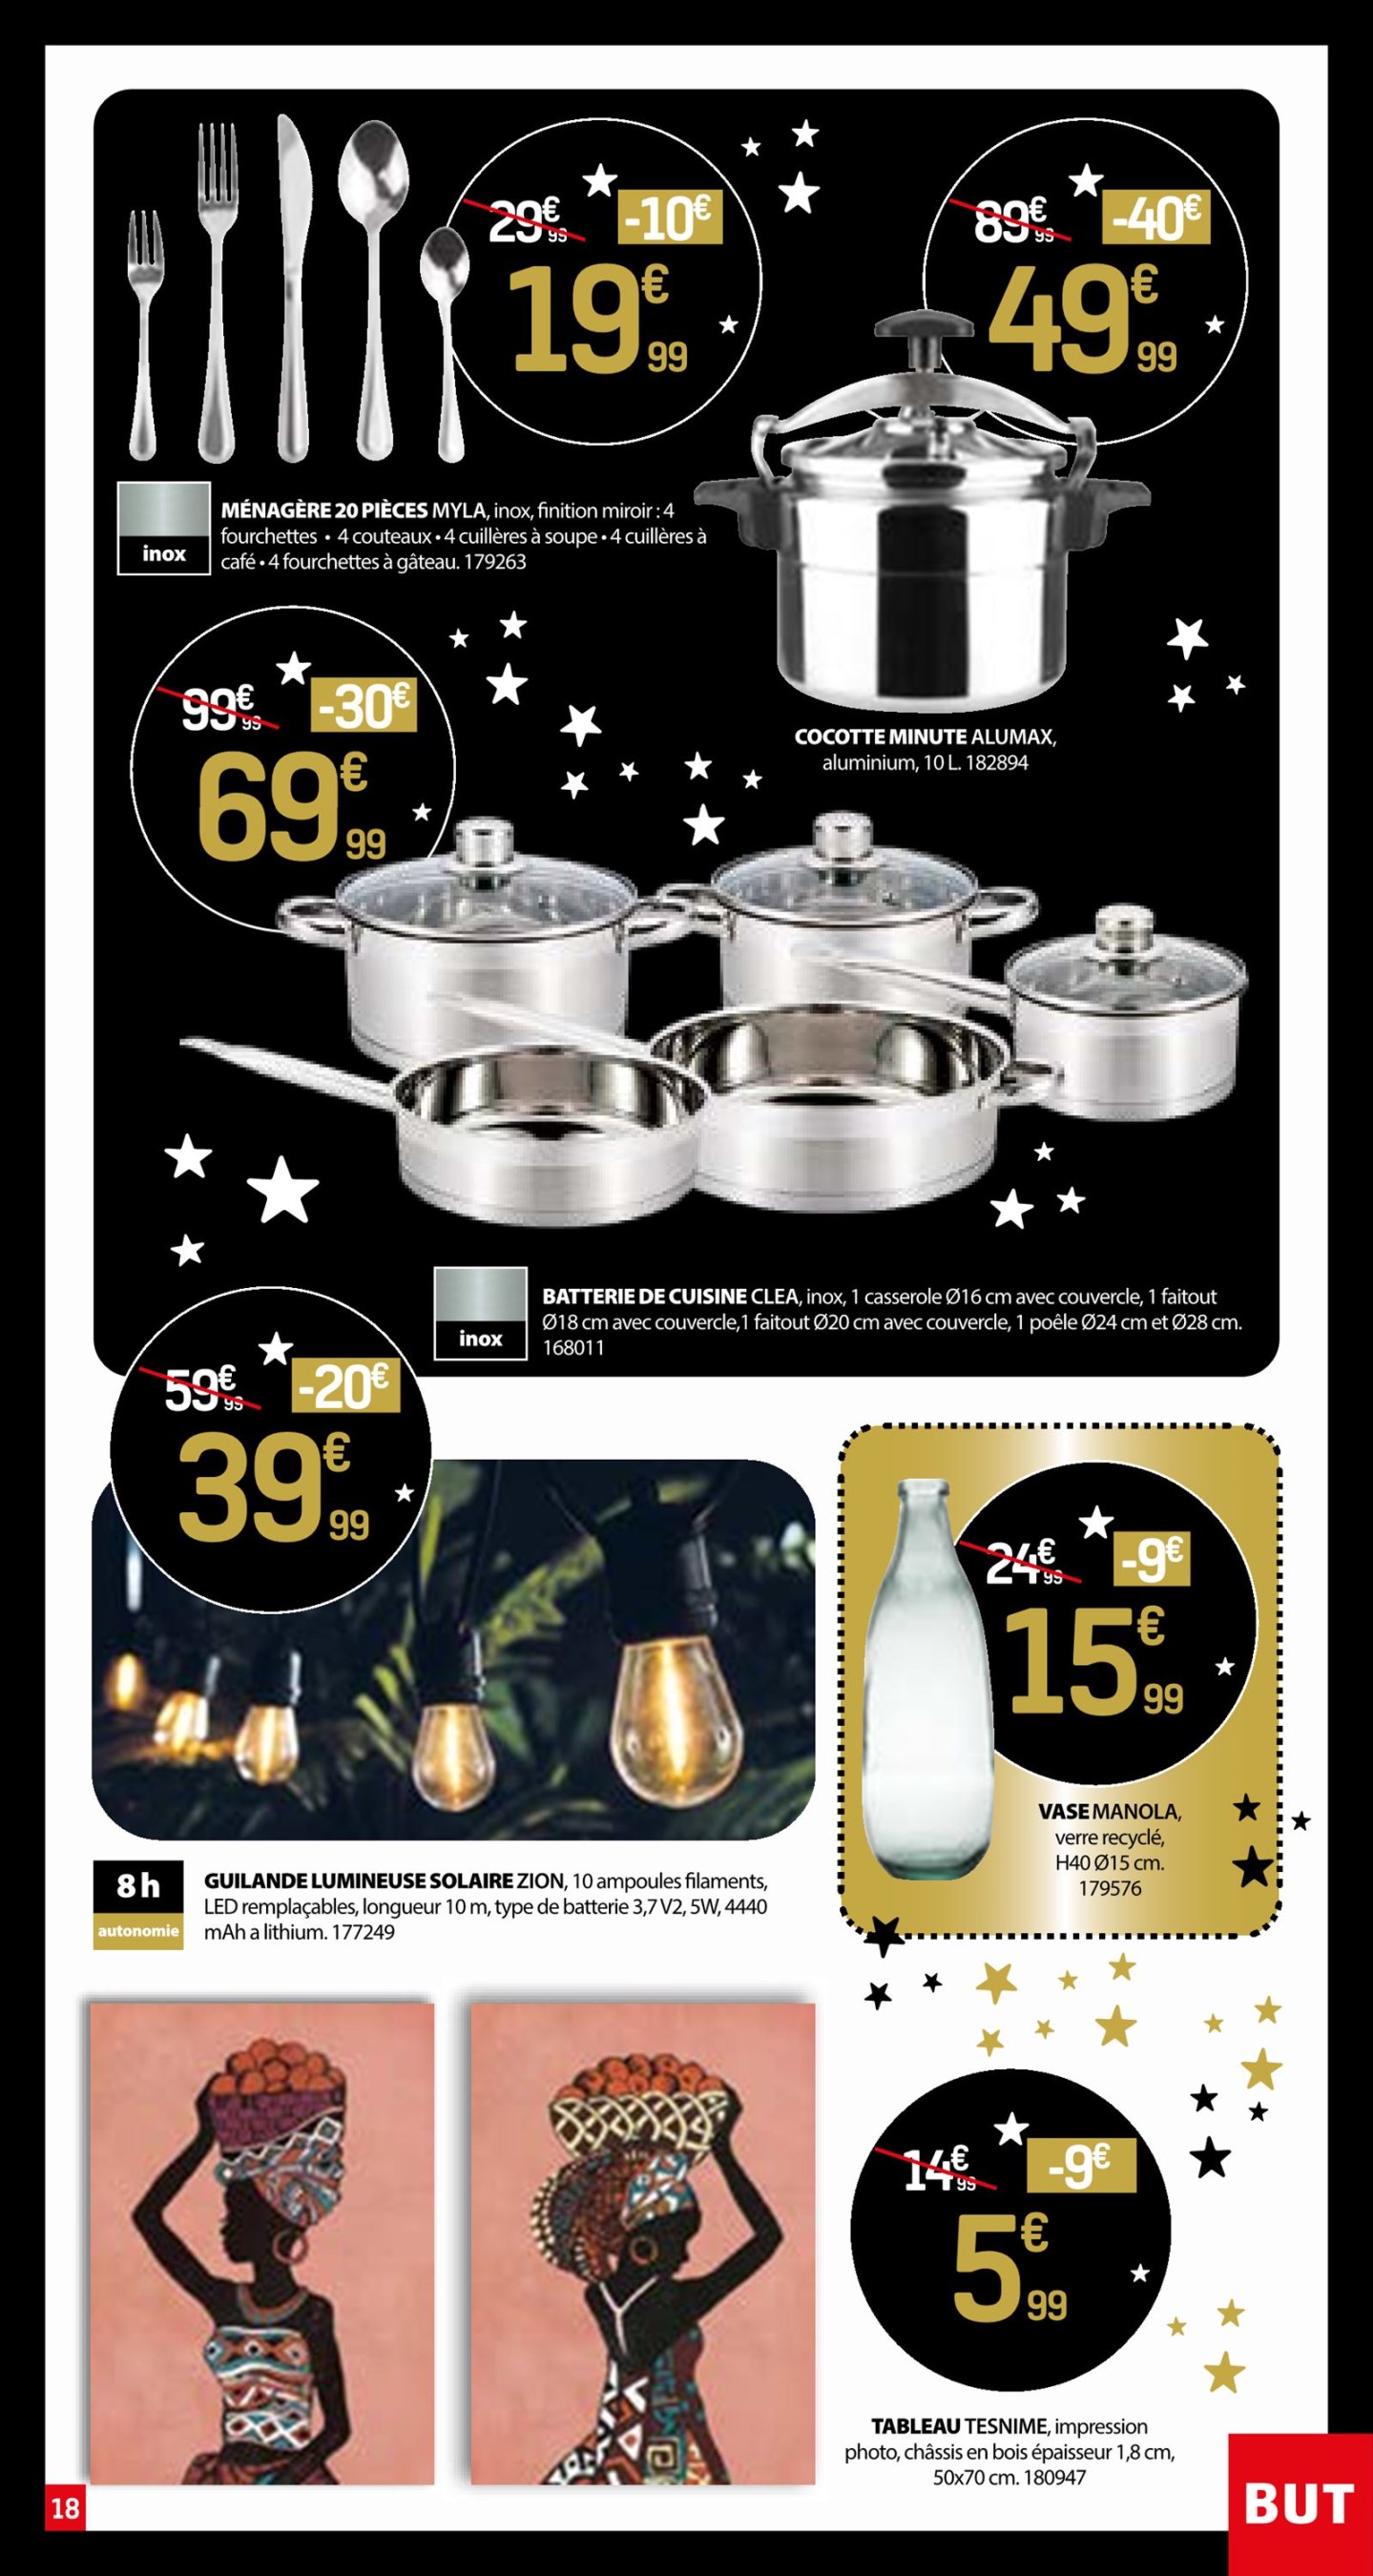 29€99 -10€
19€99
89€99 -40€
49€99
inox
MÉNAGÈRE 20 PIÈCES MYLA, inox, finition miroir : 4
fourchettes • 4 couteaux • 4 cuillères à soupe • 4 cuillères à
café • 4 fourchettes à gâteau. 179263
99€99 -30€
69€99
COCOTTE MINUTE ALUMAX,
aluminium, 10 L. 182894
inox
BATTERIE DE CUISINE CLEA, inox, 1 casserole Ø16 cm avec couvercle, 1 faitout
Ø18 cm avec couvercle,1 faitout Ø20 cm avec couvercle, 1 poêle Ø24 cm et Ø28 cm.
168011
59€99 -20€
39€99
24€99 -9€
15€99
VASE MANOLA,
verre recyclé,
H40 Ø15 cm.
179576
8h
autonomie
GUILANDE LUMINEUSE SOLAIRE ZION, 10 ampoules filaments,
LED remplaçables, longueur 10 m, type de batterie 3,7 V2, 5W, 4440
mAh a lithium. 177249
14€99 -9€
5€99
TABLEAU TESNIME, impression
photo, châssis en bois épaisseur 1,8 cm,
50x70 cm. 180947
18
BUT